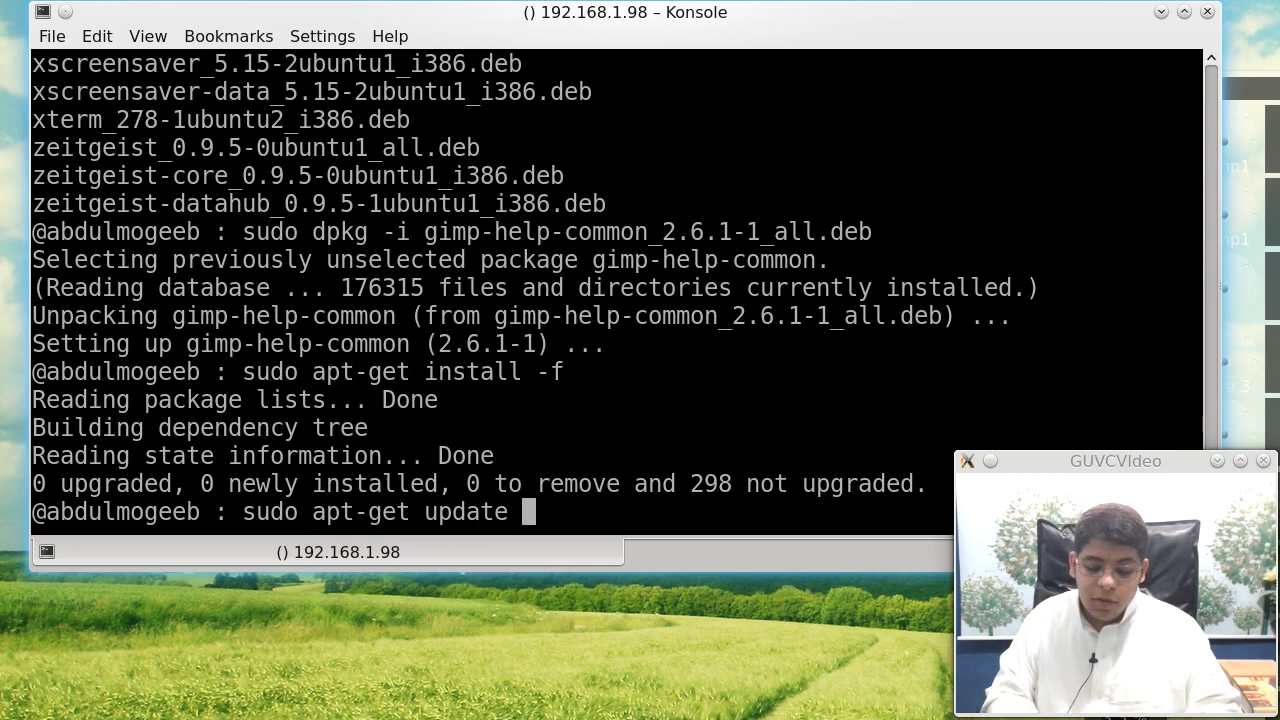 () 192.168.1.98 – Konsole
File Edit View Bookmarks Settings Help
xscreensaver_5.15-2ubuntu1_i386.deb
xscreensaver-data_5.15-2ubuntu1_i386.deb
xterm_278-1ubuntu2_i386.deb
zeitgeist_0.9.5-0ubuntu1_all.deb
zeitgeist-core_0.9.5-0ubuntu1_i386.deb
zeitgeist-datahub_0.9.5-1ubuntu1_i386.deb
@abdulmogeeb : sudo dpkg -i gimp-help-common_2.6.1-1_all.deb
Selecting previously unselected package gimp-help-common.
(Reading database ... 176315 files and directories currently installed.)
Unpacking gimp-help-common (from gimp-help-common_2.6.1-1_all.deb) ...
Setting up gimp-help-common (2.6.1-1) ...
@abdulmogeeb : sudo apt-get install -f
Reading package lists... Done
Building dependency tree
Reading state information... Done
0 upgraded, 0 newly installed, 0 to remove and 298 not upgraded.
@abdulmogeeb : sudo apt-get update
() 192.168.1.98
GUVCVIdeo